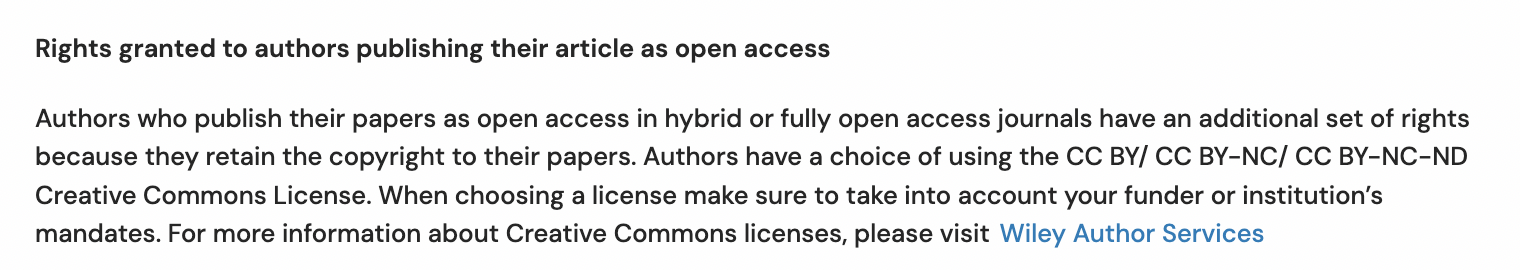 Rights granted to authors publishing their article as open access
Authors who publish their papers as open access in hybrid or fully open access journals have an additional set of rights
because they retain the copyright to their papers. Authors have a choice of using the CC BY/ CC BY-NC/ CC BY-NC-ND
Creative Commons License. When choosing a license make sure to take into account your funder or institution’s
mandates. For more information about Creative Commons licenses, please visit Wiley Author Services